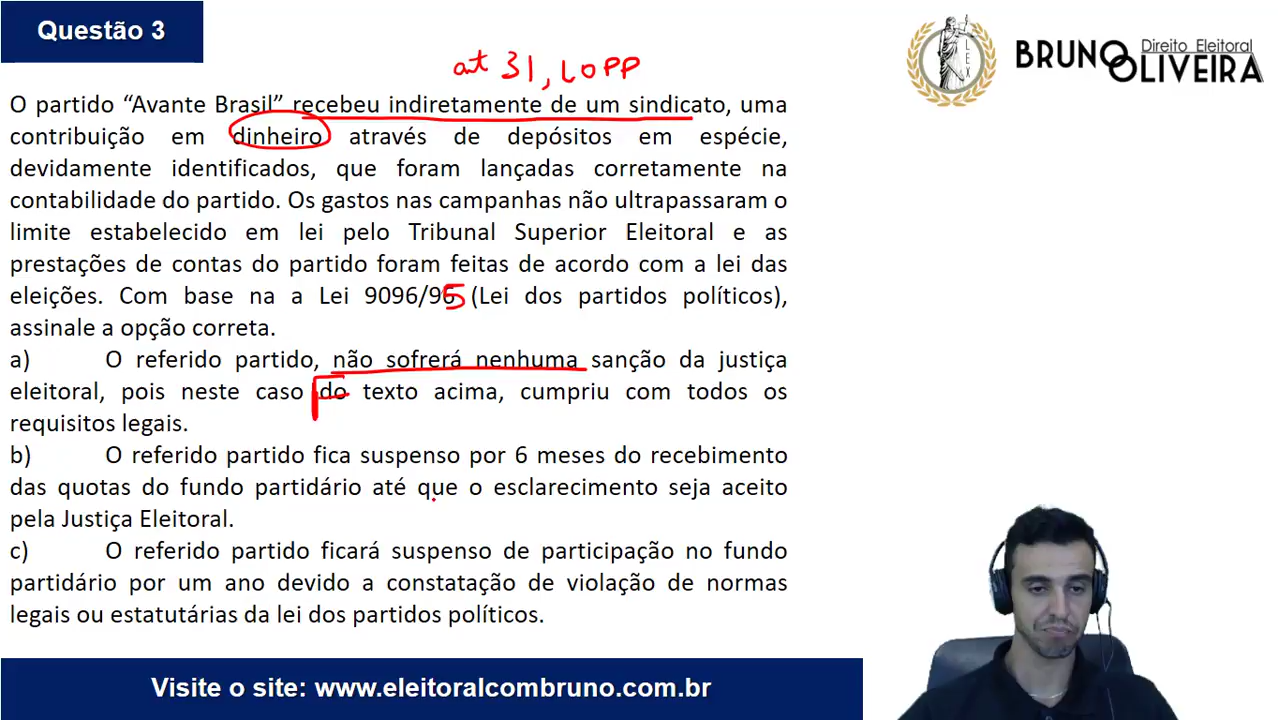 Questão 3
at 31, LOPP
BRUNO Direito Eleitoral
OLIVEIRA
LEX
O partido “Avante Brasil” recebeu indiretamente de um sindicato, uma
contribuição em dinheiro através de depósitos em espécie,
devidamente identificados, que foram lançadas corretamente na
contabilidade do partido. Os gastos nas campanhas não ultrapassaram o
limite estabelecido em lei pelo Tribunal Superior Eleitoral e as
prestações de contas do partido foram feitas de acordo com a lei das
eleições. Com base na a Lei 9096/95 (Lei dos partidos políticos),
assinale a opção correta.
a) O referido partido, não sofrerá nenhuma sanção da justiça
eleitoral, pois neste caso do texto acima, cumpriu com todos os
requisitos legais.
b) O referido partido fica suspenso por 6 meses do recebimento
das quotas do fundo partidário até que o esclarecimento seja aceito
pela Justiça Eleitoral.
c) O referido partido ficará suspenso de participação no fundo
partidário por um ano devido a constatação de violação de normas
legais ou estatutárias da lei dos partidos políticos.
Visite o site: www.eleitoralcombruno.com.br